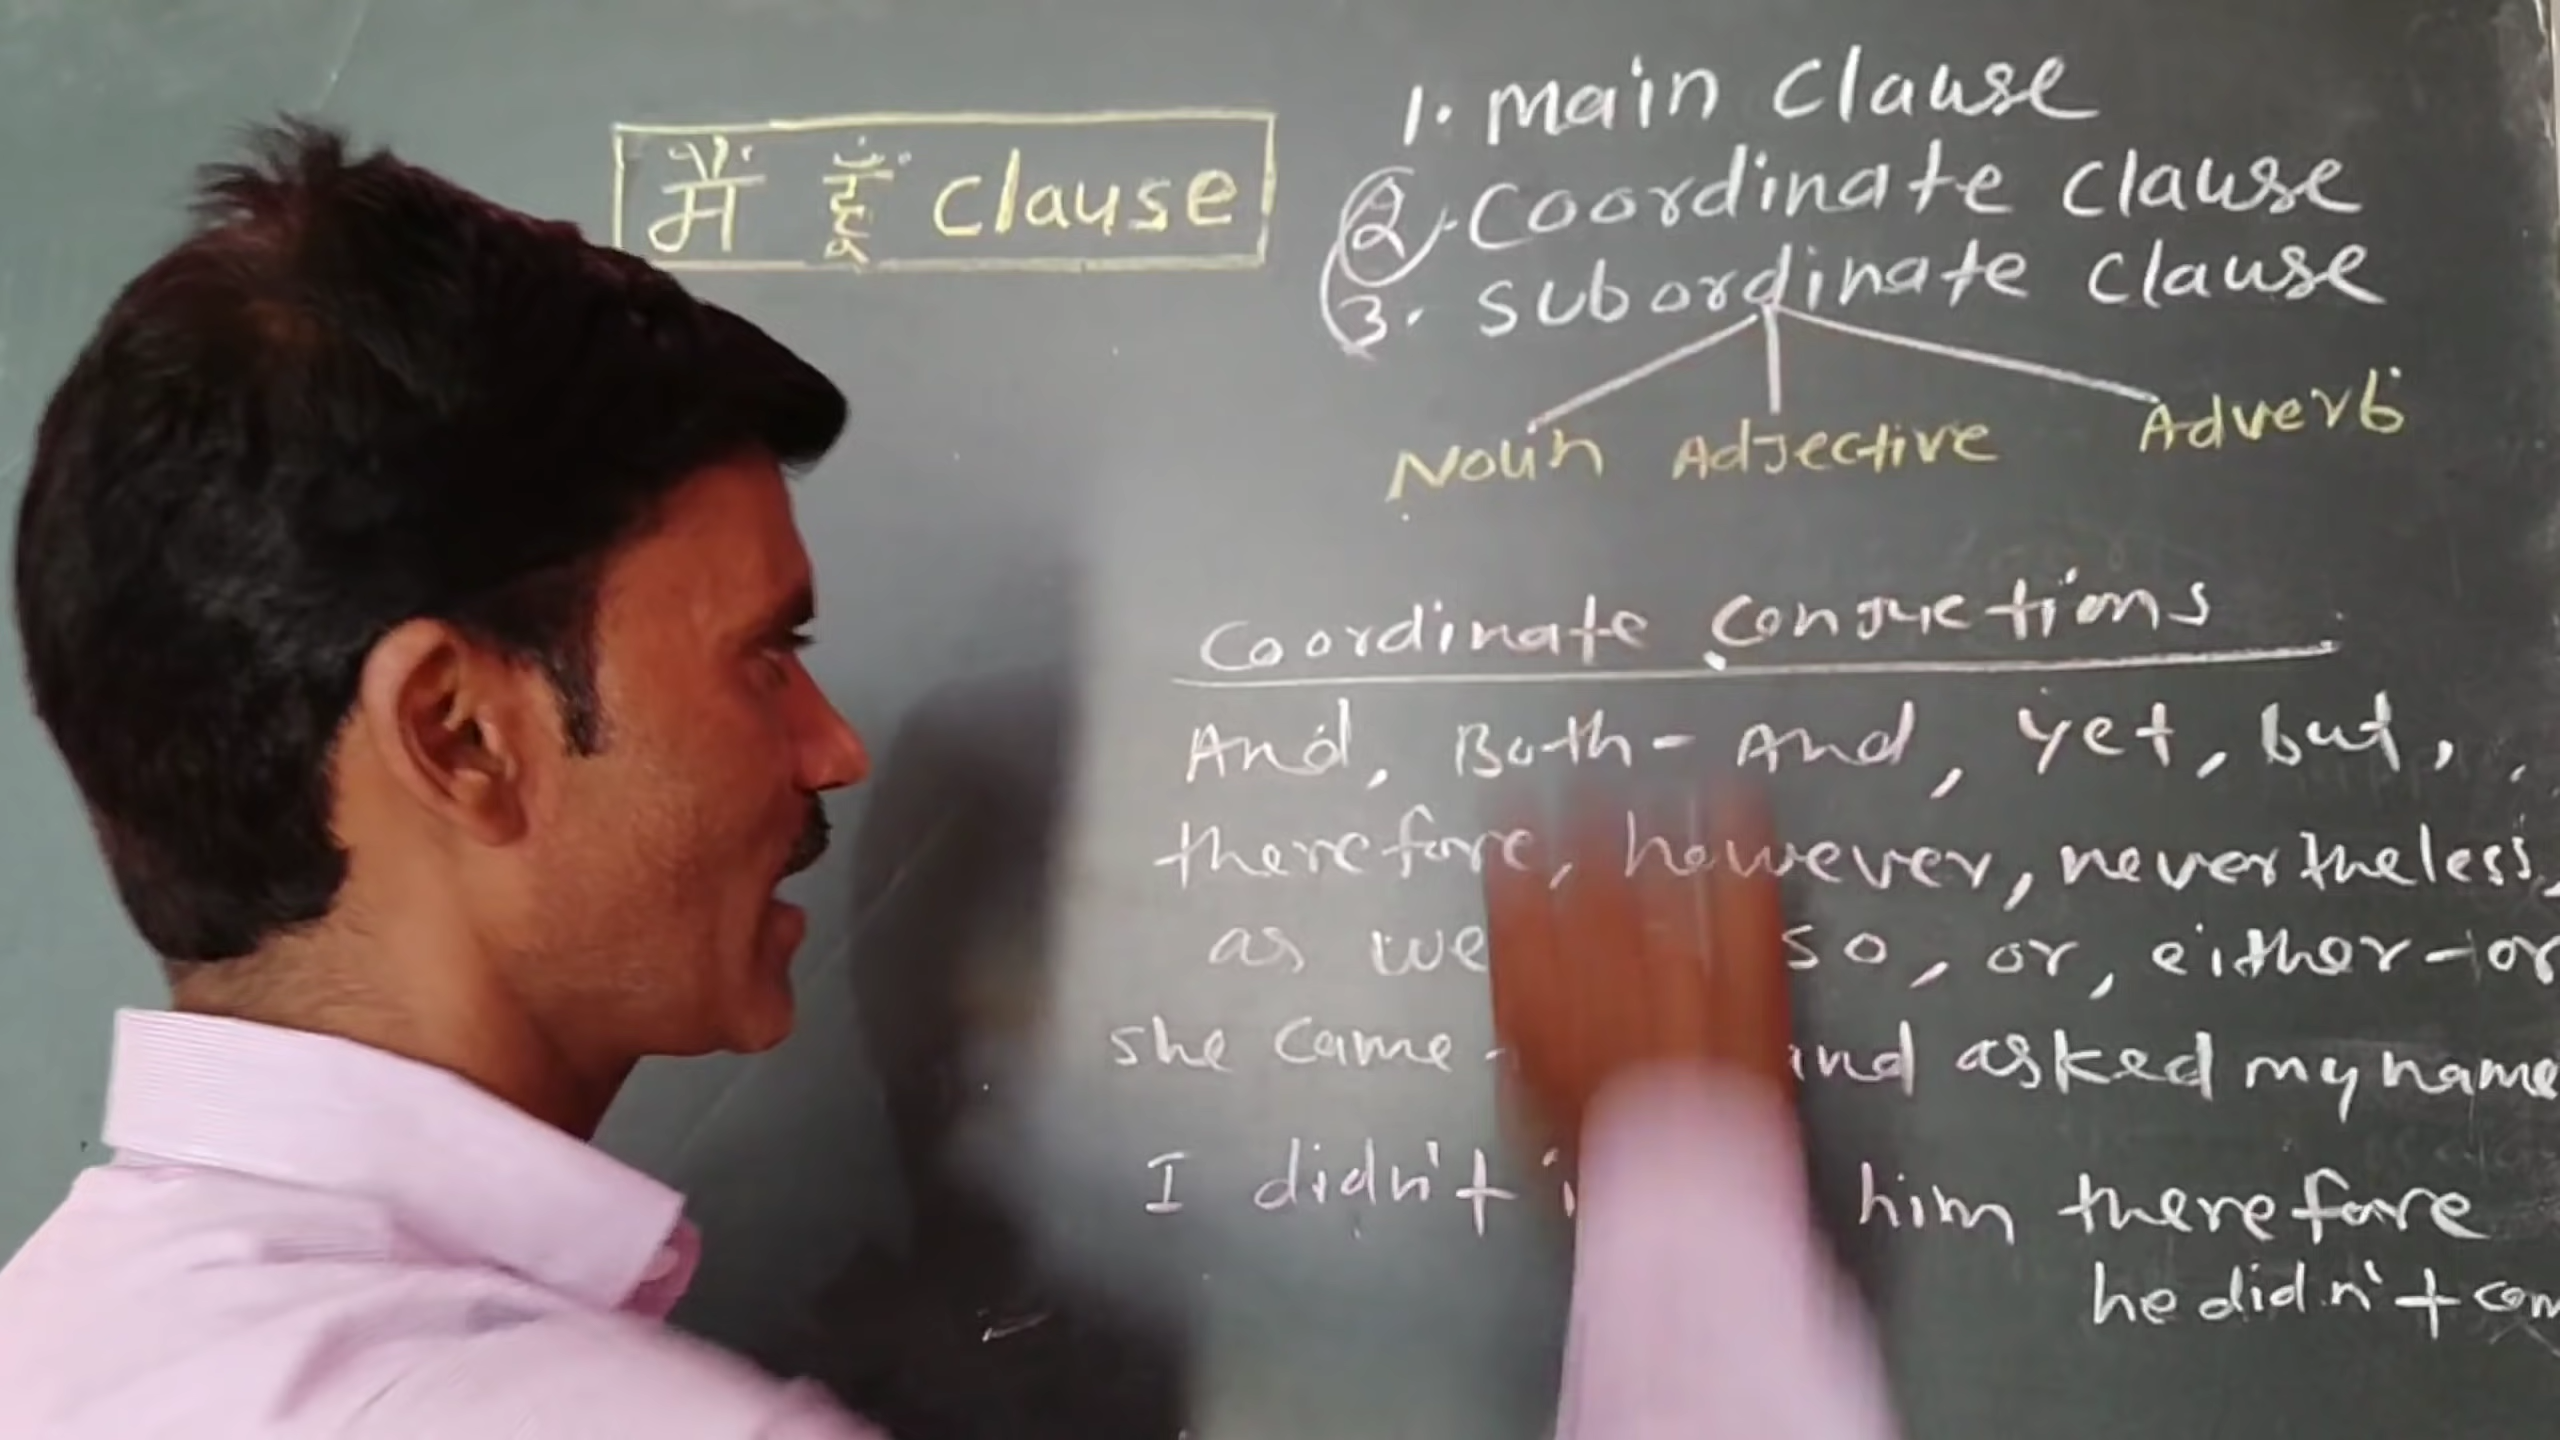 मैं हूँ clause
1. Main Clause
2. Coordinate Clause
3. Subordinate Clause
Noun Adjective Adverb
Coordinate Conjuctions
And, Both - And, yet, but,
therefore, however, nevertheless,
as so, or, either - or
she came and asked my name
I didn't him therefore
he didn't